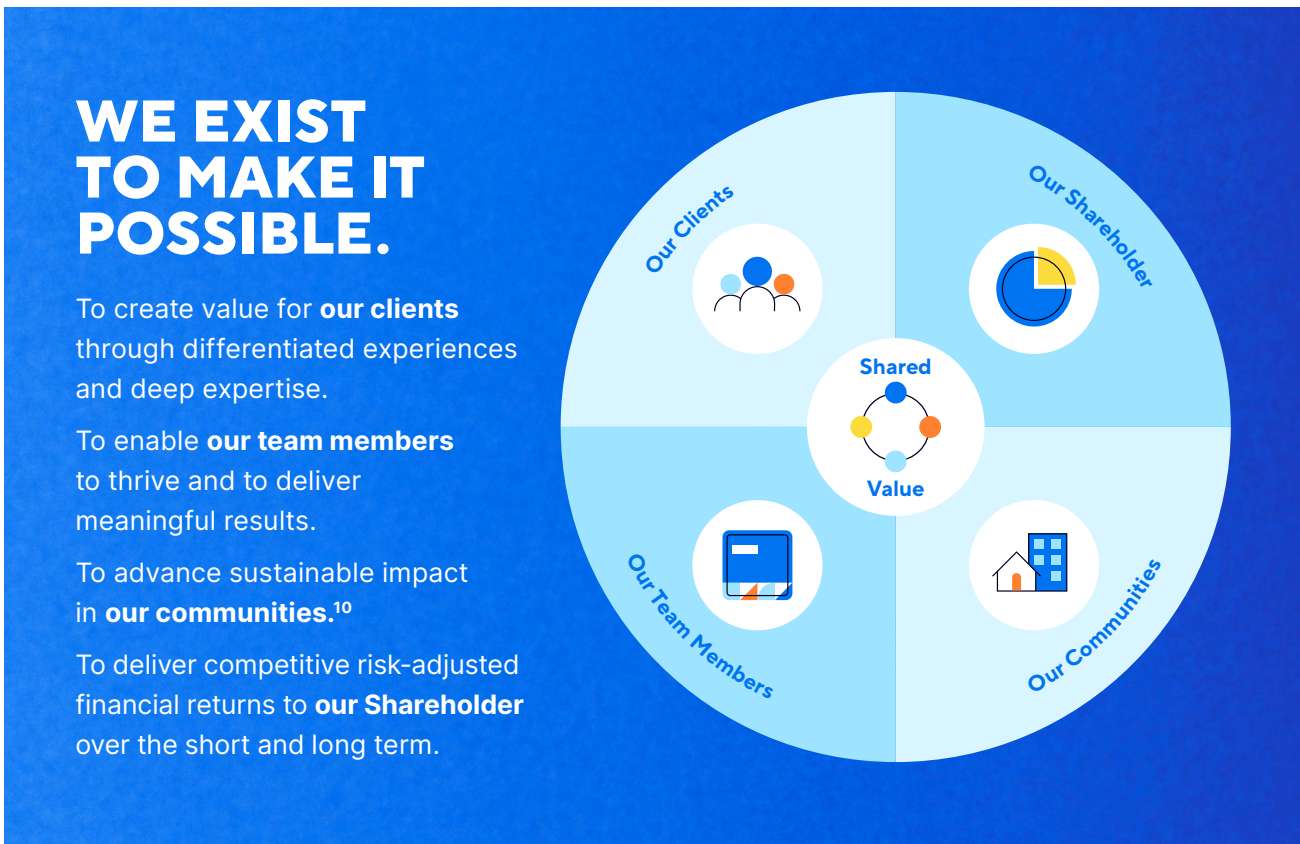 WE EXIST
TO MAKE IT
POSSIBLE.
To create value for our clients
through differentiated experiences
and deep expertise.
To enable our team members
to thrive and to deliver
meaningful results.
To advance sustainable impact
in our communities.¹⁰
To deliver competitive risk-adjusted
financial returns to our Shareholder
over the short and long term.
Our Clients
Our Shareholder
Shared
Value
Our Team Members
Our Communities